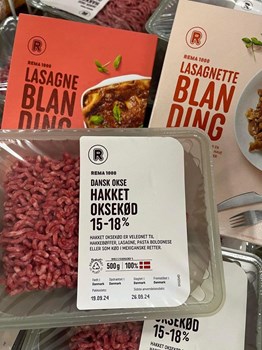 R
REMA 1000
LASAGNE
BLAN
DING
R
REMA 1000
LASAGNETTE
BLAN
DING
R
REMA 1000
DANSK OKSE
HAKKET
OKSEKØD
15-18%
HAKKET OKSEKØD ER VELEGNET TIL
HAKKEBØFFER, LASAGNE, PASTA BOLOGNESE
ELLER SOM KØD I MEXICANSKE RETTER.
500g 100%
19.09.24
26.09.24
OKSEKØD
15-18%